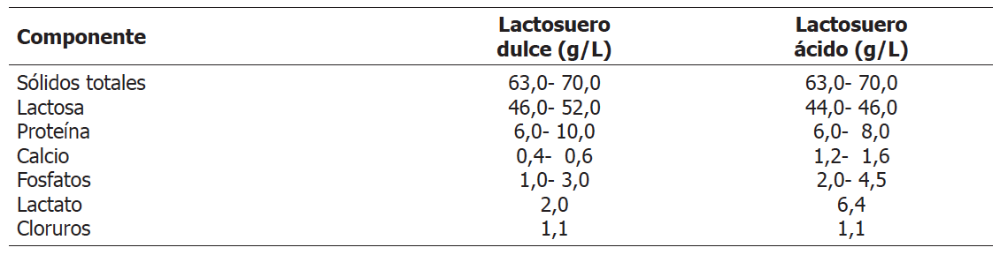 Componente Lactosuero dulce (g/L) Lactosuero ácido (g/L)
Sólidos totales 63,0- 70,0 63,0- 70,0
Lactosa 46,0- 52,0 44,0- 46,0
Proteína 6,0- 10,0 6,0- 8,0
Calcio 0,4- 0,6 1,2- 1,6
Fosfatos 1,0- 3,0 2,0- 4,5
Lactato 2,0 6,4
Cloruros 1,1 1,1